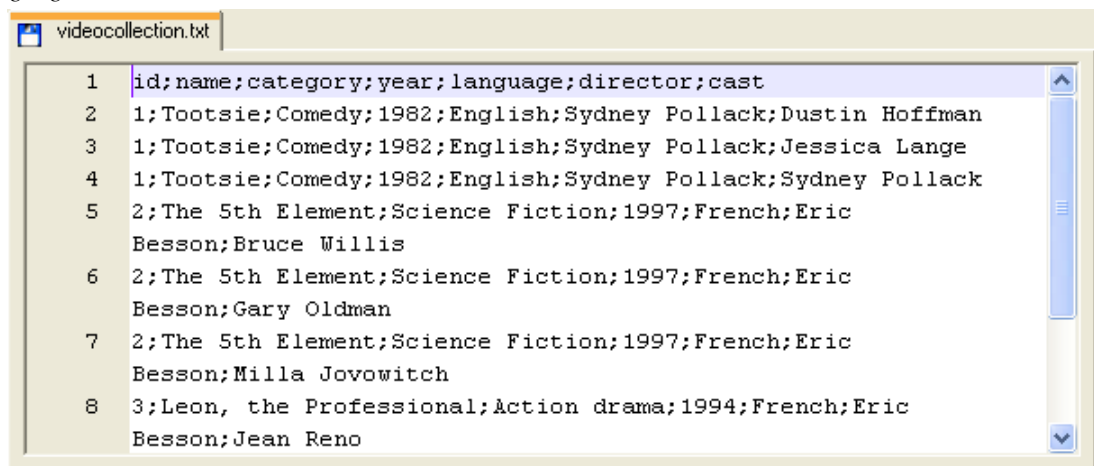 videocollection.txt
1 id;name;category;year;language;director;cast
2 1;Tootsie;Comedy;1982;English;Sydney Pollack;Dustin Hoffman
3 1;Tootsie;Comedy;1982;English;Sydney Pollack;Jessica Lange
4 1;Tootsie;Comedy;1982;English;Sydney Pollack;Sydney Pollack
5 2;The 5th Element;Science Fiction;1997;French;Eric
Besson;Bruce Willis
6 2;The 5th Element;Science Fiction;1997;French;Eric
Besson;Gary Oldman
7 2;The 5th Element;Science Fiction;1997;French;Eric
Besson;Milla Jovowitch
8 3;Leon, the Professional;Action drama;1994;French;Eric
Besson;Jean Reno